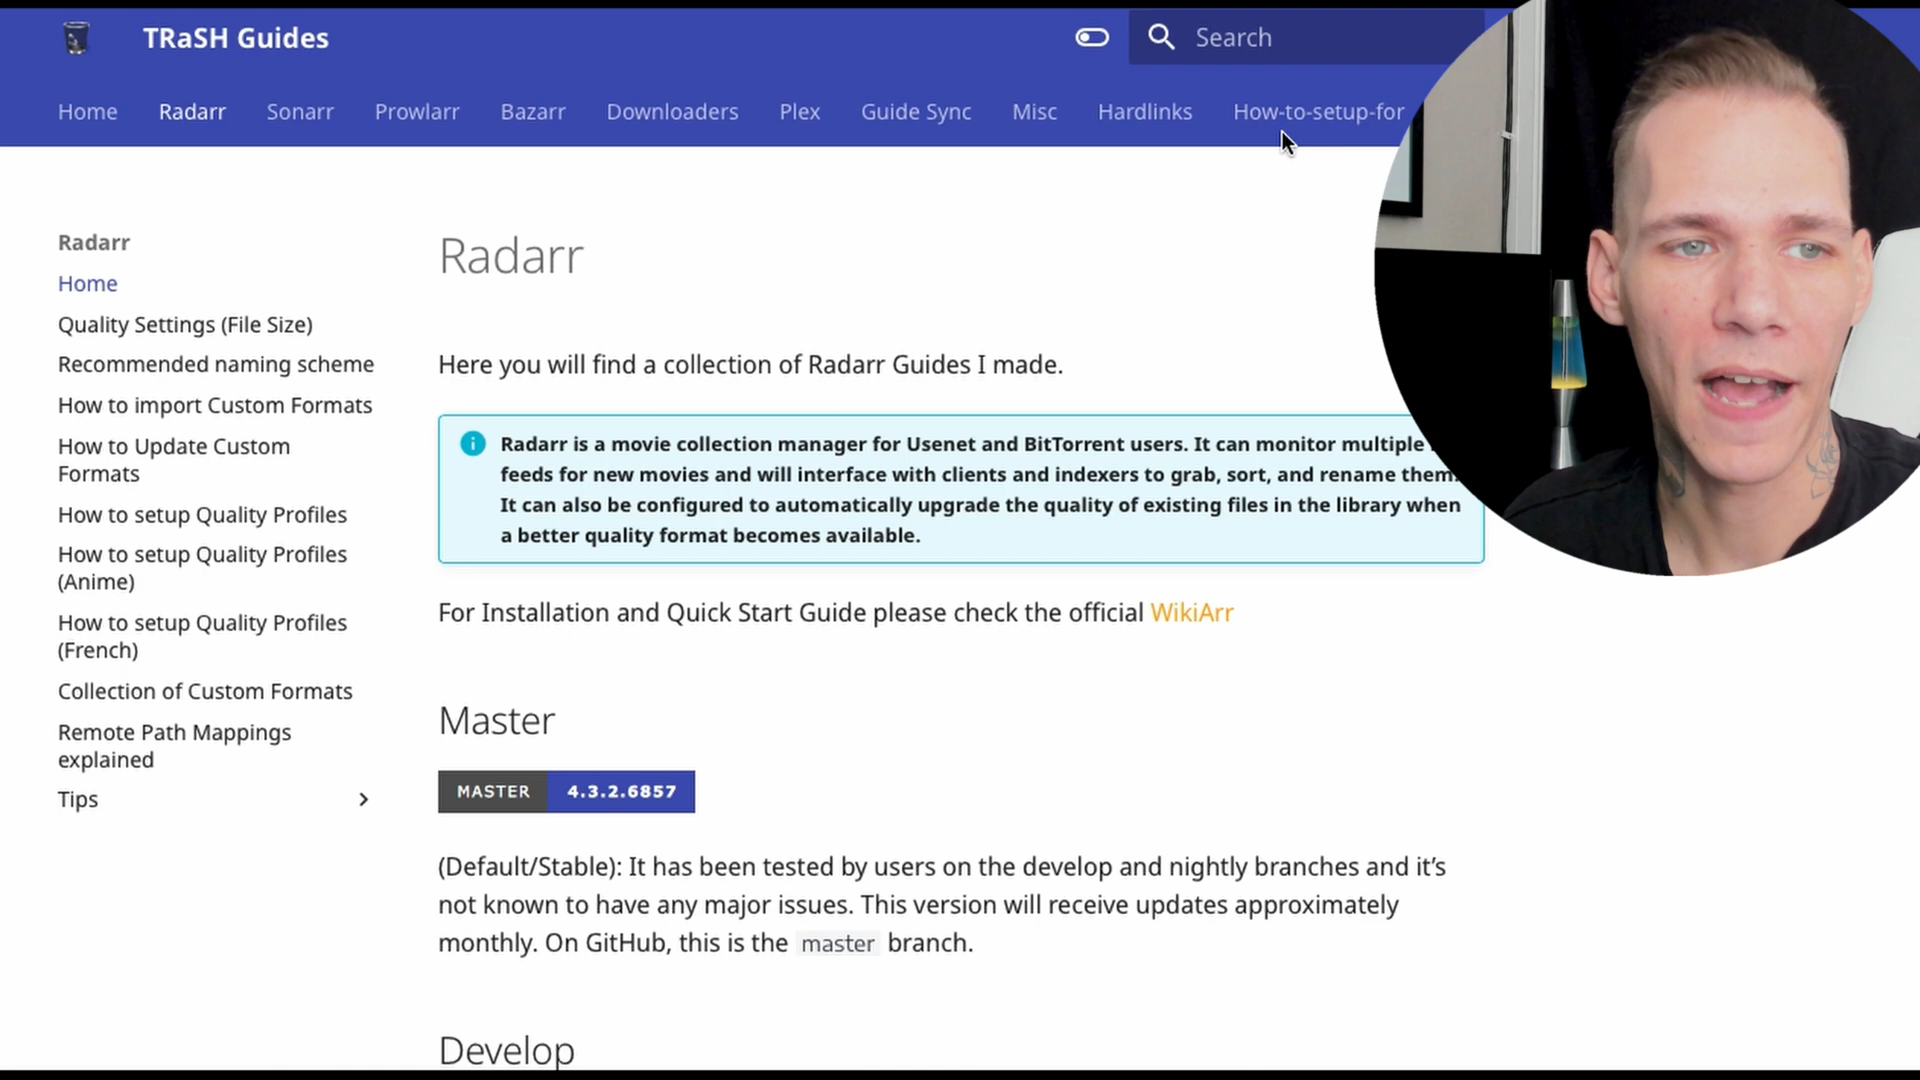 TRaSH Guides
Search
Home Radarr Sonarr Prowlarr Bazarr Downloaders Plex Guide Sync Misc Hardlinks How-to-setup-for
Radarr
Home
Quality Settings (File Size)
Recommended naming scheme
How to import Custom Formats
How to Update Custom
Formats
How to setup Quality Profiles
How to setup Quality Profiles
(Anime)
How to setup Quality Profiles
(French)
Collection of Custom Formats
Remote Path Mappings
explained
Tips
Radarr
Here you will find a collection of Radarr Guides I made.
Radarr is a movie collection manager for Usenet and BitTorrent users. It can monitor multiple
feeds for new movies and will interface with clients and indexers to grab, sort, and rename them.
It can also be configured to automatically upgrade the quality of existing files in the library when
a better quality format becomes available.
For Installation and Quick Start Guide please check the official WikiArr
Master
MASTER 4.3.2.6857
(Default/Stable): It has been tested by users on the develop and nightly branches and it’s
not known to have any major issues. This version will receive updates approximately
monthly. On GitHub, this is the master branch.
Develop